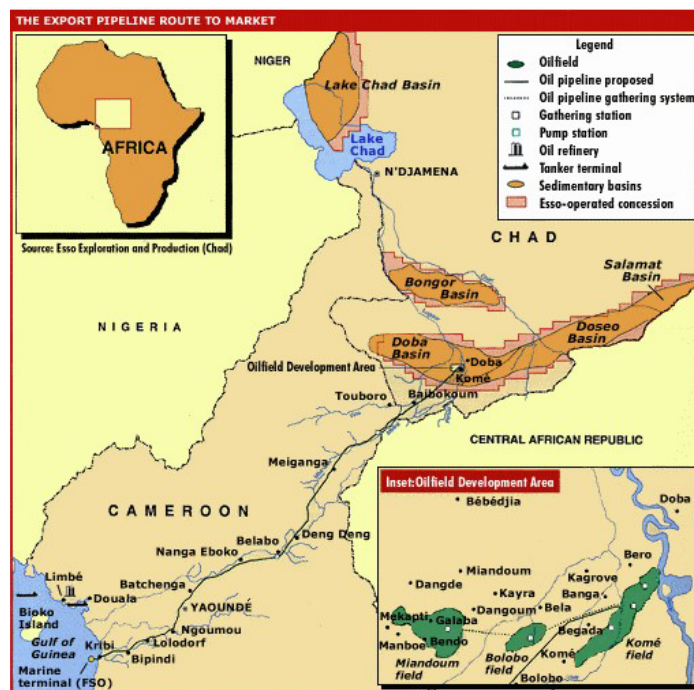 THE EXPORT PIPELINE ROUTE TO MARKET
AFRICA
Source: Esso Exploration and Production (Chad)
NIGER
Lake Chad Basin
Lake
Chad
N'DJAMENA
Legend
Oilfield
Oil pipeline proposed
Oil pipeline gathering system
Gathering station
Pump station
Oil refinery
Tanker terminal
Sedimentary basins
Esso-operated concession
CHAD
Salamat
Basin
Bongor
Basin
Doseo
Basin
NIGERIA
Doba
Basin
Oilfield Development Area
Doba
Komé
Baibokoum
Touboro
CENTRAL AFRICAN REPUBLIC
Meiganga
CAMEROON
Deng Deng
Belabo
Nanga Eboko
Batchenga
Limbé
Douala
YAOUNDÉ
Bioko
Island
Ngoumou
Lolodorf
Gulf of
Guinea
Kribi
Bipindi
Marine
terminal (FSO)
Inset:Oilfield Development Area
Doba
Bébédjia
Bero
Miandoum
Kagrove
Dangde
Kayra
Banga
Mekapti
Galaba
Dangoum
Bela
Manboe
Bendo
Begada
Komé
field
Miandoum
field
Bolobo
field
Komé
Bolobo